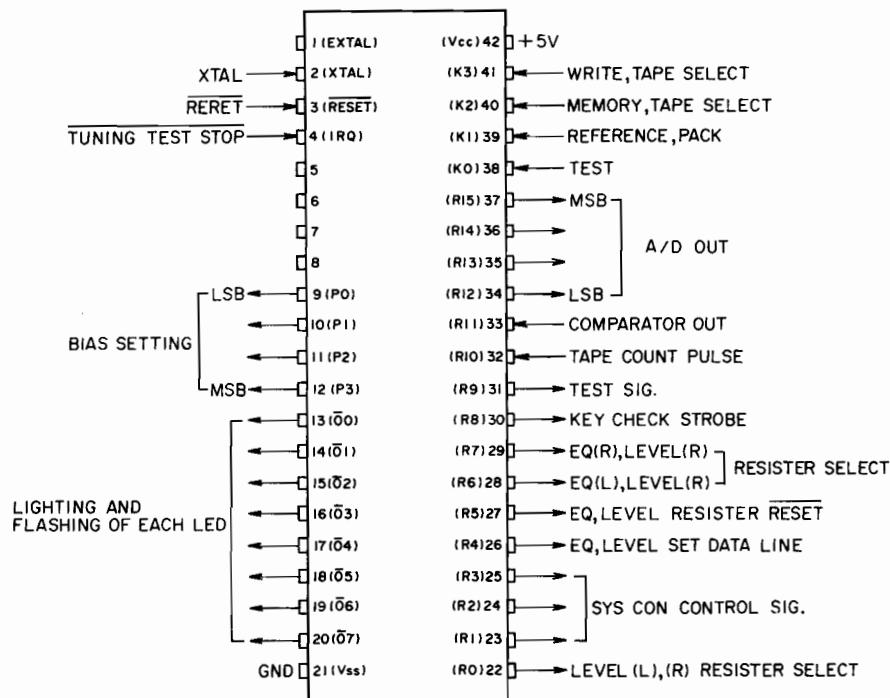 1 (EXTAL)
XTAL 2 (XTAL)
RERET 3 (RESET)
TUNING TEST STOP 4 (IRQ)
5
6
7
8
LSB 9 (P0)
10 (P1)
BIAS SETTING
11 (P2)
MSB 12 (P3)
13 (O0)
14 (O1)
15 (O2)
LIGHTING AND
FLASHING OF EACH LED
16 (O3)
17 (O4)
18 (O5)
19 (O6)
20 (O7)
GND 21 (Vss)
(Vcc) 42 +5V
(K3) 41 WRITE, TAPE SELECT
(K2) 40 MEMORY, TAPE SELECT
(K1) 39 REFERENCE, PACK
(K0) 38 TEST
(R15) 37 MSB
(R14) 36
A/D OUT
(R13) 35
(R12) 34 LSB
(R11) 33 COMPARATOR OUT
(R10) 32 TAPE COUNT PULSE
(R9) 31 TEST SIG.
(R8) 30 KEY CHECK STROBE
(R7) 29 EQ(R), LEVEL(R)
RESISTER SELECT
(R6) 28 EQ(L), LEVEL(R)
(R5) 27 EQ, LEVEL RESISTER RESET
(R4) 26 EQ, LEVEL SET DATA LINE
(R3) 25
(R2) 24 SYS CON CONTROL SIG.
(R1) 23
(R0) 22 LEVEL (L), (R) RESISTER SELECT